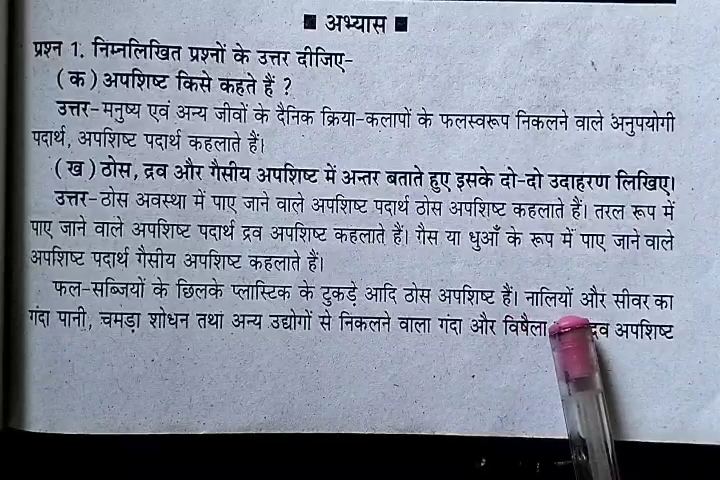 ■ अभ्यास ■
प्रश्न 1. निम्नलिखित प्रश्नों के उत्तर दीजिए-
( क ) अपशिष्ट किसे कहते हैं ?
उत्तर-मनुष्य एवं अन्य जीवों के दैनिक क्रिया-कलापों के फलस्वरूप निकलने वाले अनुपयोगी
पदार्थ, अपशिष्ट पदार्थ कहलाते हैं।
( ख ) ठोस, द्रव और गैसीय अपशिष्ट में अन्तर बताते हुए इसके दो-दो उदाहरण लिखिए।
उत्तर-ठोस अवस्था में पाए जाने वाले अपशिष्ट पदार्थ ठोस अपशिष्ट कहलाते हैं। तरल रूप में
पाए जाने वाले अपशिष्ट पदार्थ द्रव अपशिष्ट कहलाते हैं। गैस या धुआँ के रूप में पाए जाने वाले
अपशिष्ट पदार्थ गैसीय अपशिष्ट कहलाते हैं।
फल-सब्जियों के छिलके प्लास्टिक के टुकड़े आदि ठोस अपशिष्ट हैं। नालियों और सीवर का
गंदा पानी, चमड़ा शोधन तथा अन्य उद्योगों से निकलने वाला गंदा और विषैला द्रव अपशिष्ट